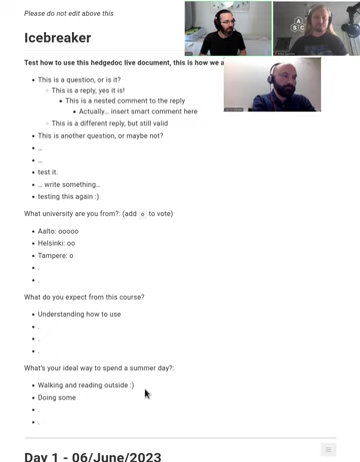 Please do not edit above this
Icebreaker
Test how to use this hedgedoc live document, this is how we a
This is a question, or is it?
This is a reply, yes it is!
This is a nested comment to the reply
Actually... insert smart comment here
This is a different reply, but still valid
This is another question, or maybe not?
...
...
test it.
... write something...
testing this again :)
What university are you from?: (add o to vote)
Aalto: ooooo
Helsinki: oo
Tampere: o
.
.
What do you expect from this course?
Understanding how to use
.
.
.
What's your ideal way to spend a summer day?:
Walking and reading outside :)
Doing some
.
.
Day 1 - 06/June/2023